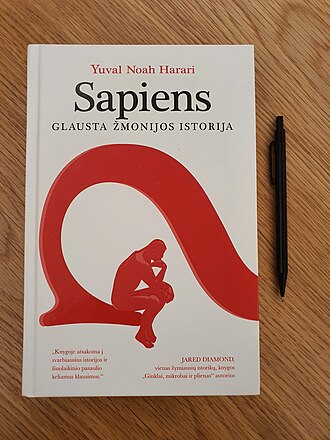 Yuval Noah Harari
Sapiens
GLAUSTA ŽMONIJOS ISTORIJA
„Knygoje atsakoma į
svarbiausius istorijos ir
šiuolaikinio pasaulio
keliamus klausimus.“
JARED DIAMOND,
vienas žymiausių istorikų, knygos
„Ginklai, mikrobai ir plienas“ autorius